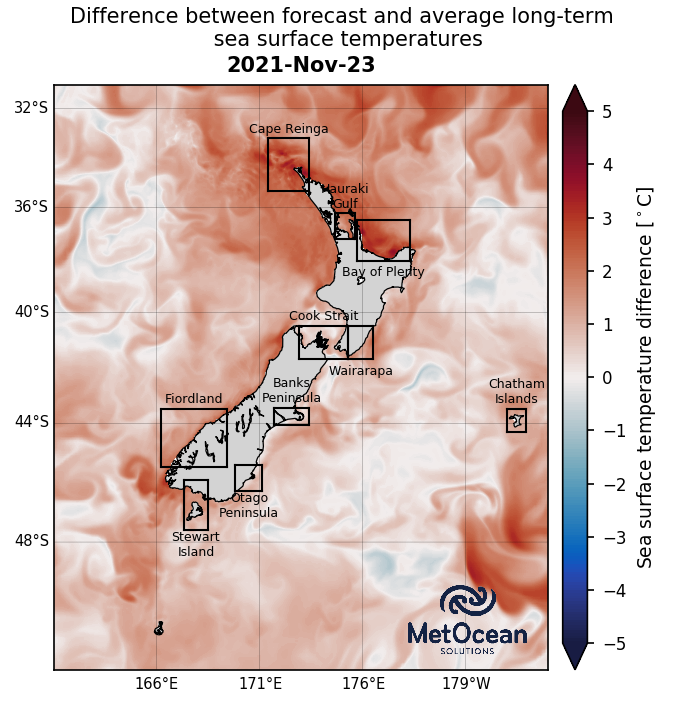 Difference between forecast and average long-term
sea surface temperatures
2021-Nov-23
32°S
36°S
40°S
44°S
48°S
Cape Reinga
Hauraki
Gulf
Bay of Plenty
Cook Strait
Wairarapa
Banks
Peninsula
Fiordland
Chatham
Islands
Otago
Peninsula
Stewart
Island
MetOcean
SOLUTIONS
166°E
171°E
176°E
179°W
5
4
3
2
1
0
−1
−2
−3
−4
−5
Sea surface temperature difference [°C]